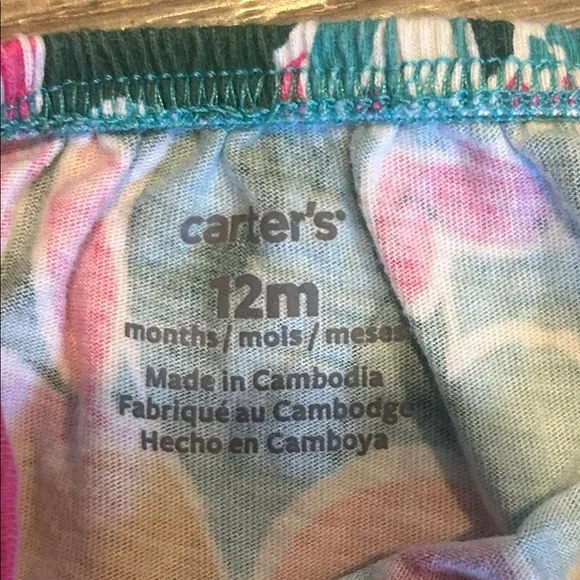 carter's
12m
months/mois/meses
Made in Cambodia
Fabriqué au Cambodge
Hecho en Camboya